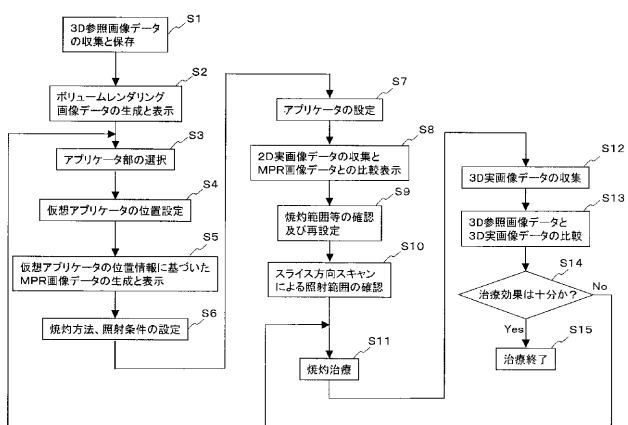 S1
3D参照画像データ
の収集と保存
S2
ボリュームレンダリング
画像データの生成と表示
S3
アプリケータ部の選択
S4
仮想アプリケータの位置設定
S5
仮想アプリケータの位置情報に基づいた
MPR画像データの生成と表示
S6
焼灼方法、照射条件の設定
S7
アプリケータの設定
S8
2D実画像データの収集と
MPR画像データとの比較表示
S9
焼灼範囲等の確認
及び再設定
S10
スライス方向スキャン
による照射範囲の確認
S11
焼灼治療
S12
3D実画像データの収集
S13
3D参照画像データと
3D実画像データの比較
S14
治療効果は十分か？
No
Yes
S15
治療終了